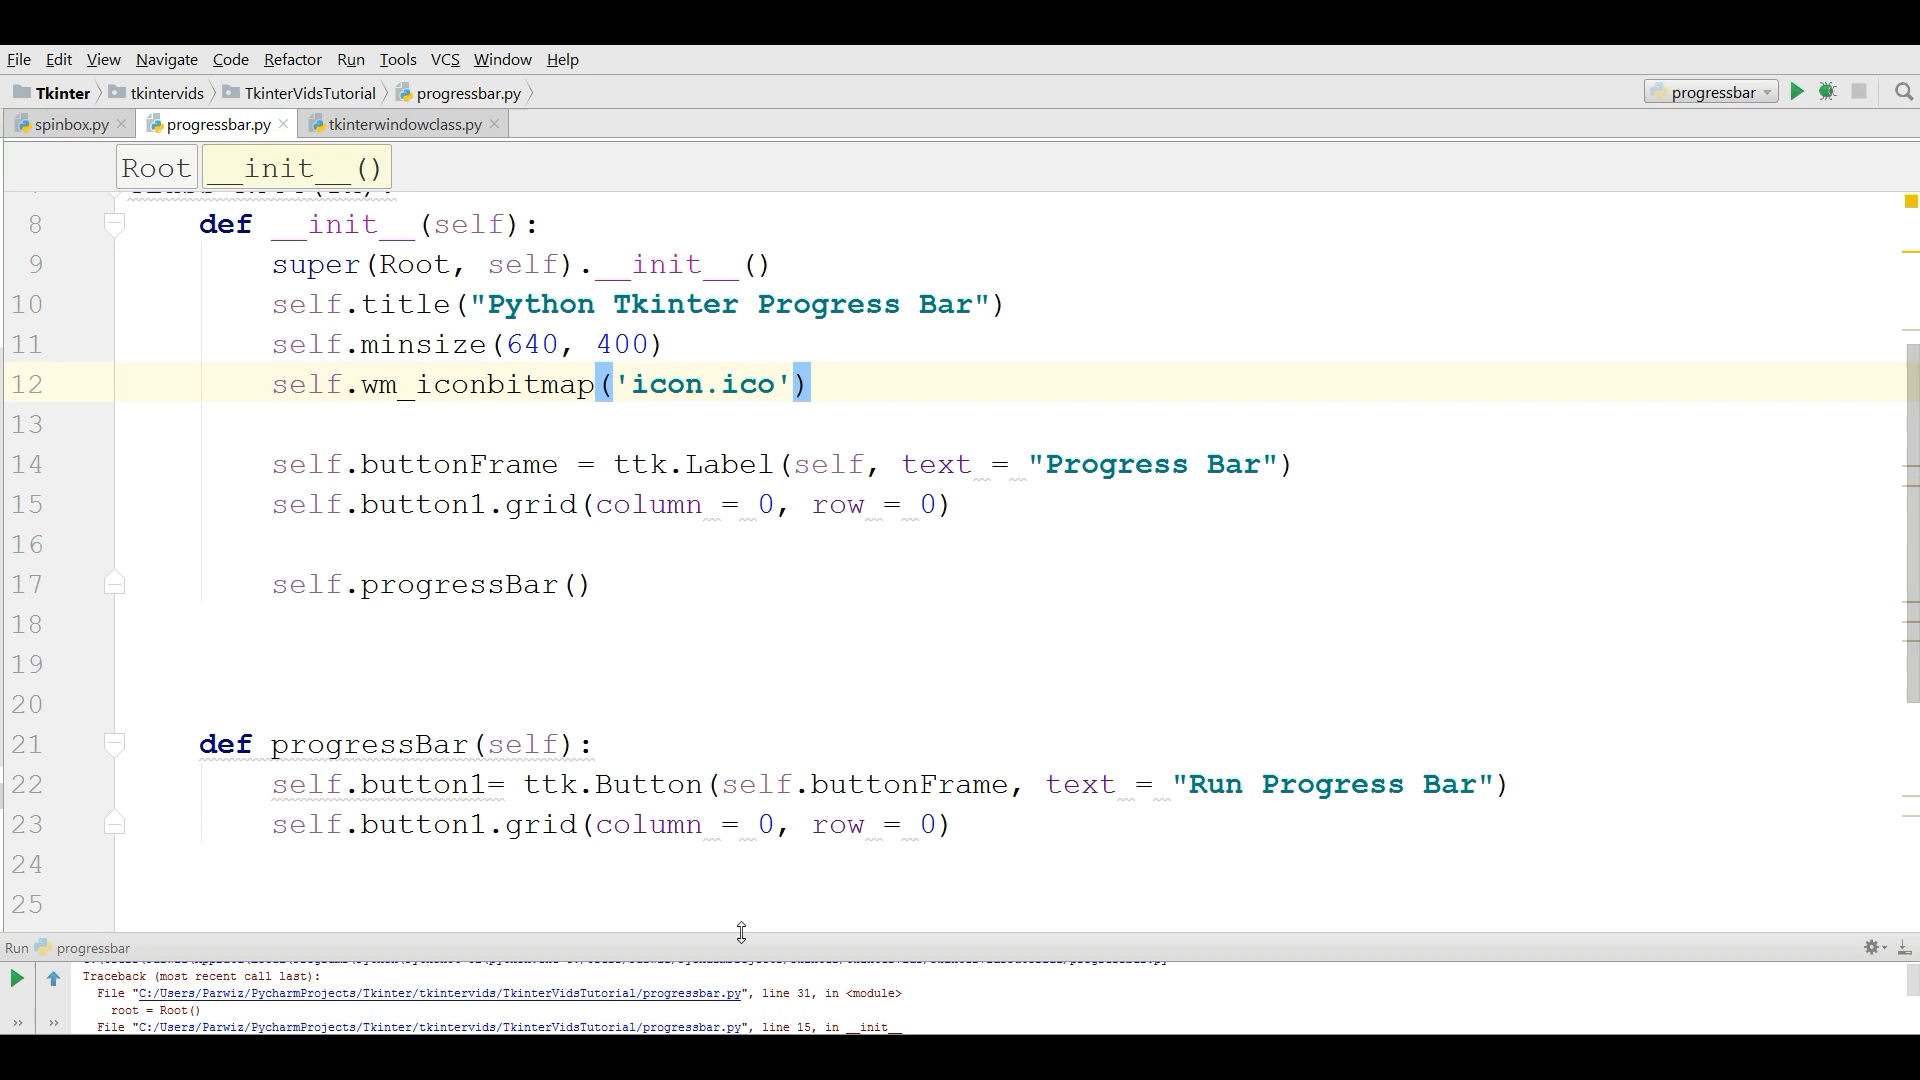 File Edit View Navigate Code Refactor Run Tools VCS Window Help
Tkinter tkintervids TkinterVidsTutorial progressbar.py progressbar
spinbox.py progressbar.py tkinterwindowclass.py
Root __init__()
8 def __init__(self):
9 super(Root, self).__init__()
10 self.title("Python Tkinter Progress Bar")
11 self.minsize(640, 400)
12 self.wm_iconbitmap('icon.ico')
13
14 self.buttonFrame = ttk.Label(self, text = "Progress Bar")
15 self.button1.grid(column = 0, row = 0)
16
17 self.progressBar()
18
19
20
21 def progressBar(self):
22 self.button1= ttk.Button(self.buttonFrame, text = "Run Progress Bar")
23 self.button1.grid(column = 0, row = 0)
24
25
Run progressbar
Traceback (most recent call last):
File "C:/Users/Parwiz/PycharmProjects/Tkinter/tkintervids/TkinterVidsTutorial/progressbar.py", line 31, in <module>
root = Root()
File "C:/Users/Parwiz/PycharmProjects/Tkinter/tkintervids/TkinterVidsTutorial/progressbar.py", line 15, in __init__